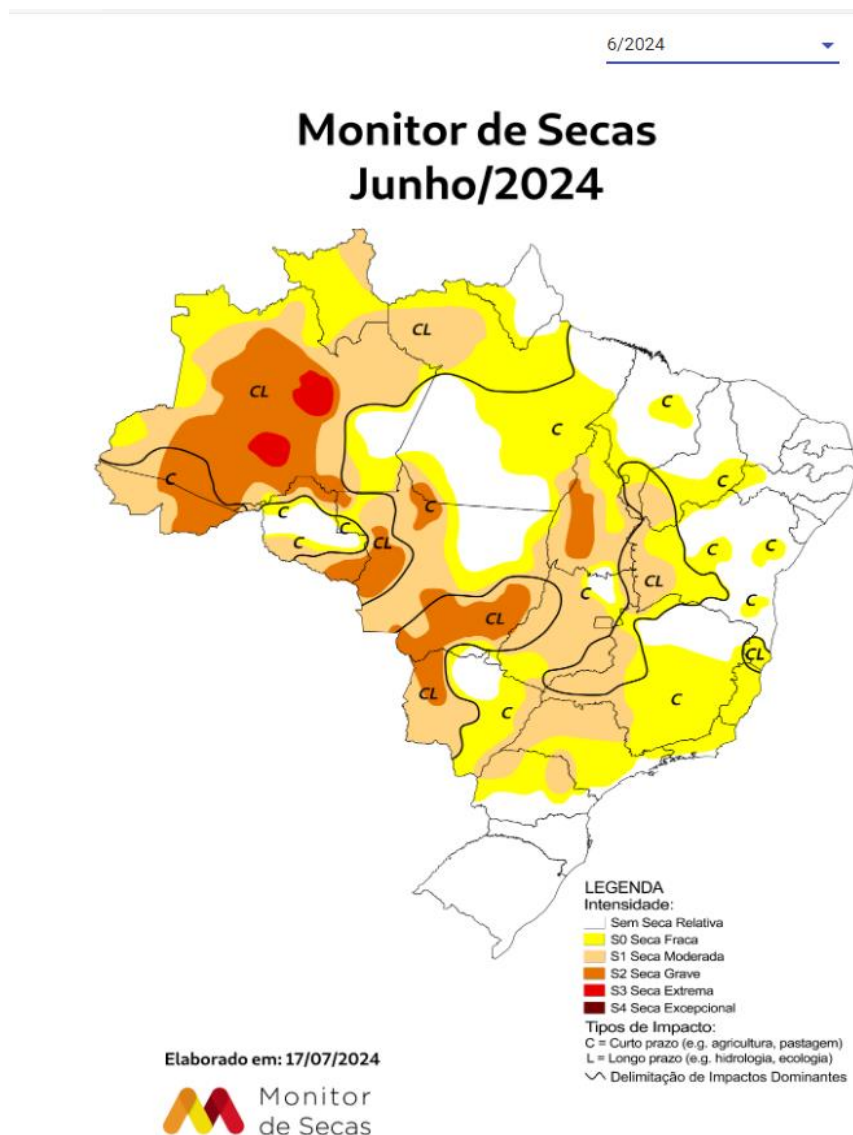 6/2024
Monitor de Secas
Junho/2024
CL
CL
C
C
C
C
C
C
C
C
CL
C
C
C
CL
C
CL
CL
CL
C
C
LEGENDA
Intensidade:
Sem Seca Relativa
S0 Seca Fraca
S1 Seca Moderada
S2 Seca Grave
S3 Seca Extrema
S4 Seca Excepcional
Tipos de Impacto:
C = Curto prazo (e.g. agricultura, pastagem)
L = Longo prazo (e.g. hidrologia, ecologia)
Delimitação de Impactos Dominantes
Elaborado em: 17/07/2024
Monitor
de Secas